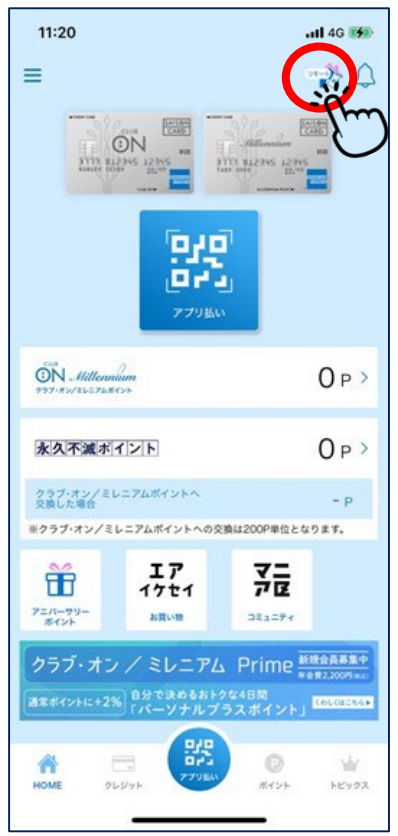 11:20
4G
リモート
CLUB
ON
SAISON
CARD
Millennium
SAISON
CARD
アプリ払い
CLUB
ON Millennium
クラブ・オン/ミレニアムポイント
0 P >
永久不滅ポイント
0 P >
クラブ・オン/ミレニアムポイントへ
交換した場合
- P
※クラブ・オン/ミレニアムポイントへの交換は200P単位となります。
アニバーサリー
ポイント
エア
イケセイ
お買い物
マニ
ア区
コミュニティ
クラブ・オン / ミレニアム Prime
新規会員募集中
年会費2,200円(税込)
通常ポイントに+2%
自分で決めるおトクな4日間
「パーソナルプラスポイント」
くわしくはこちら
HOME
クレジット
アプリ払い
ポイント
トピックス